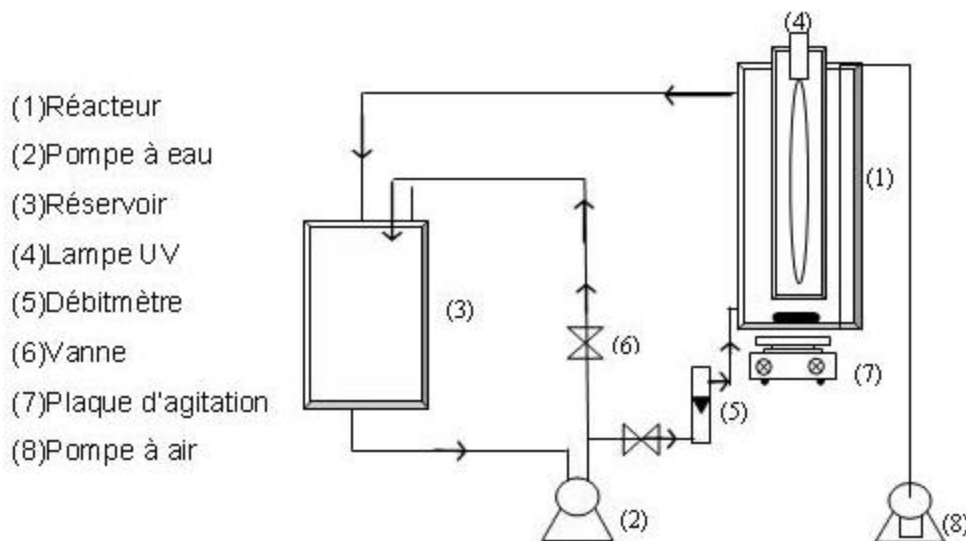 (1)Réacteur
(2)Pompe à eau
(3)Réservoir
(4)Lampe UV
(5)Débitmètre
(6)Vanne
(7)Plaque d'agitation
(8)Pompe à air
(4)
(1)
(3)
(6)
(5)
(7)
(2)
(8)